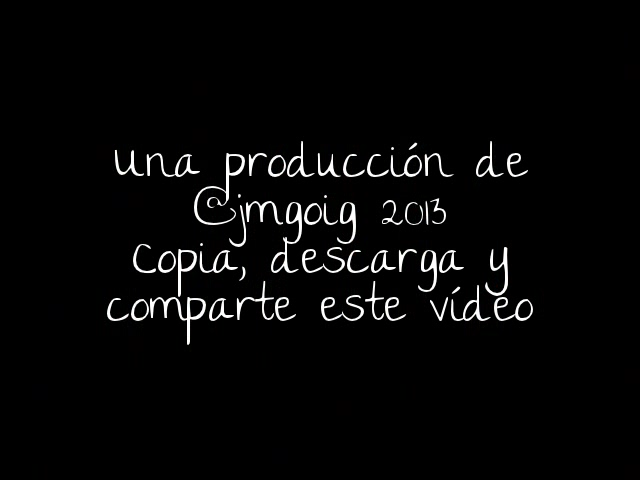 una producción de
@jmgoig 2013
Copia, descarga y
comparte este vídeo